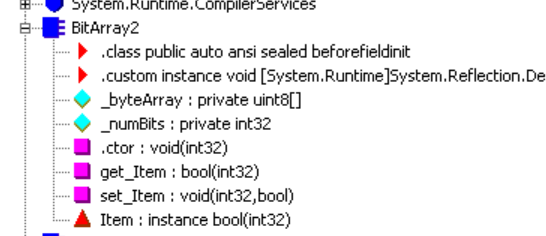 System.Runtime.CompilerServices
BitArray2
.class public auto ansi sealed beforefieldinit
.custom instance void [System.Runtime]System.Reflection.De
_byteArray : private uint8[]
_numBits : private int32
.ctor : void(int32)
get_Item : bool(int32)
set_Item : void(int32,bool)
Item : instance bool(int32)